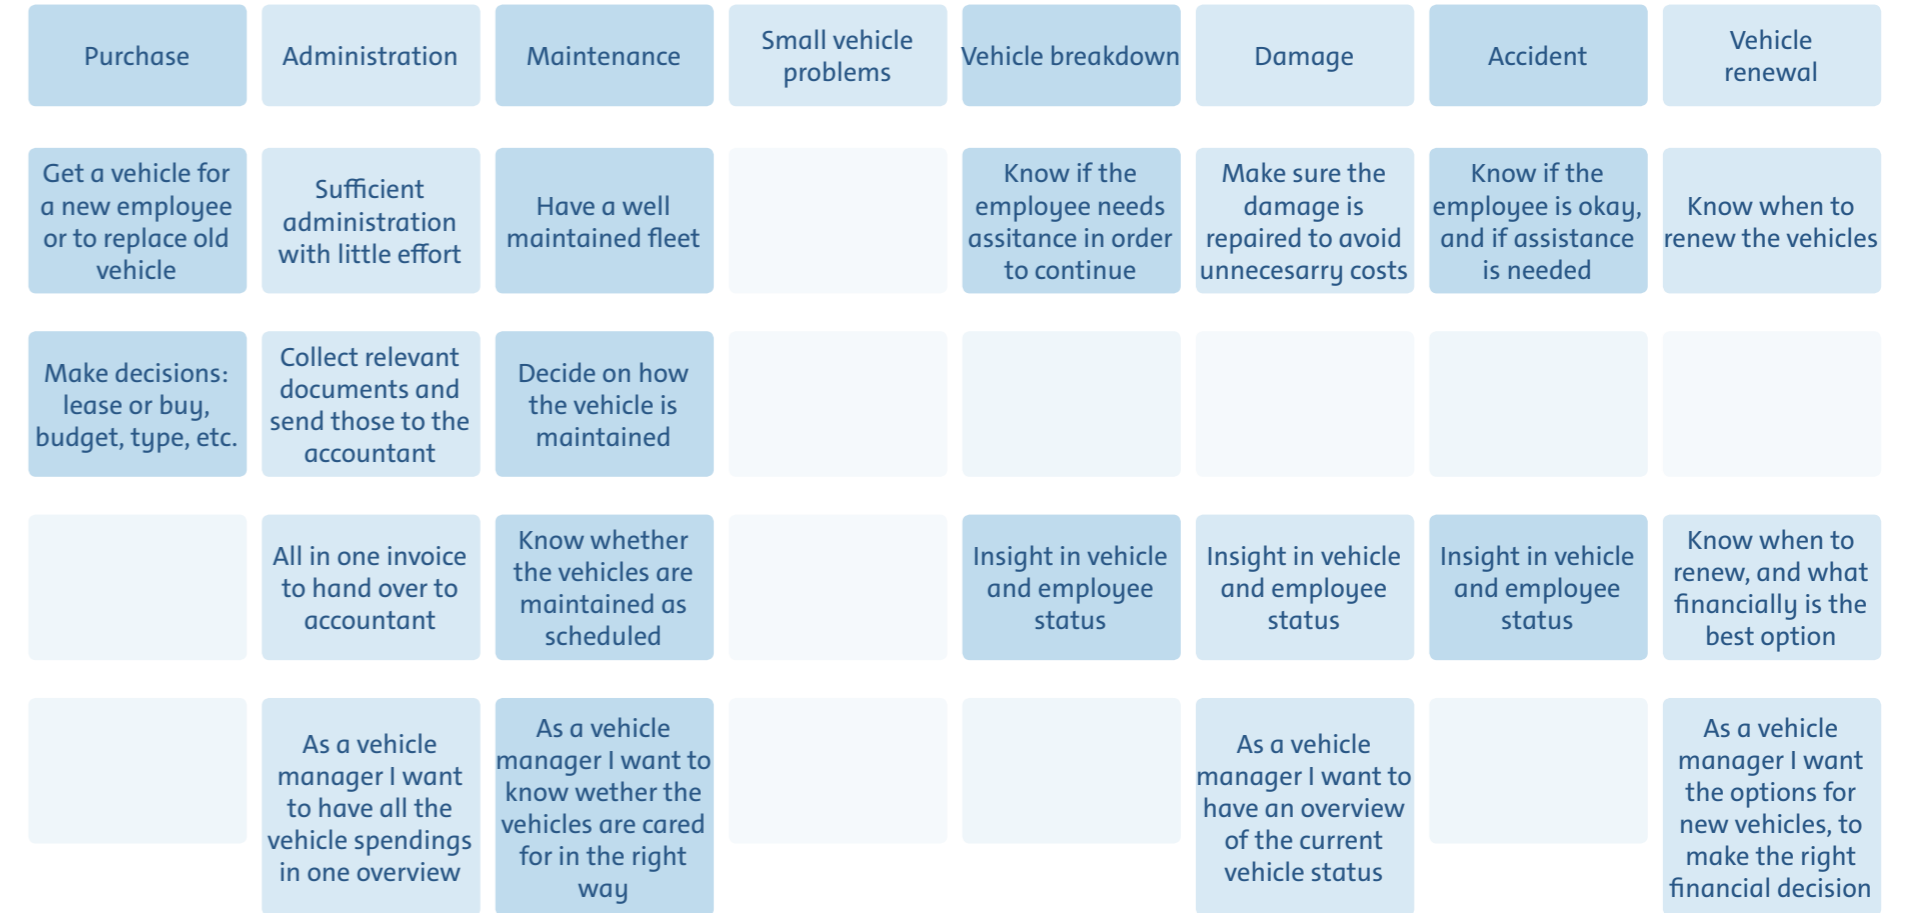 Purchase
Administration
Maintenance
Small vehicle
problems
Vehicle breakdown
Damage
Accident
Vehicle
renewal
Get a vehicle for
a new employee
or to replace old
vehicle
Sufficient
administration
with little effort
Have a well
maintained fleet
Know if the
employee needs
assitance in order
to continue
Make sure the
damage is
repaired to avoid
unnecesarry costs
Know if the
employee is okay,
and if assistance
is needed
Know when to
renew the vehicles
Make decisions:
lease or buy,
budget, type, etc.
Collect relevant
documents and
send those to the
accountant
Decide on how
the vehicle is
maintained
All in one invoice
to hand over to
accountant
Know whether
the vehicles are
maintained as
scheduled
Insight in vehicle
and employee
status
Insight in vehicle
and employee
status
Insight in vehicle
and employee
status
Know when to
renew, and what
financially is the
best option
As a vehicle
manager I want
to have all the
vehicle spendings
in one overview
As a vehicle
manager I want to
know wether the
vehicles are cared
for in the right
way
As a vehicle
manager I want to
have an overview
of the current
vehicle status
As a vehicle
manager I want
the options for
new vehicles, to
make the right
financial decision